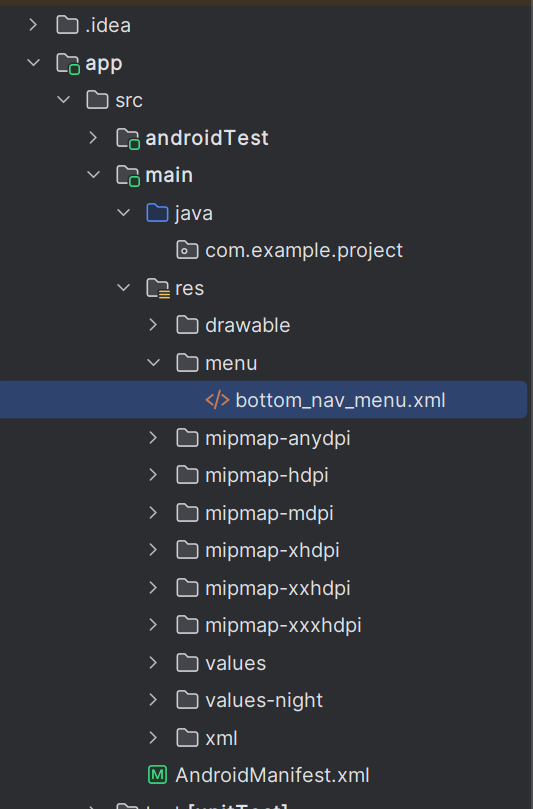 .idea
app
src
androidTest
main
java
com.example.project
res
drawable
menu
</> bottom_nav_menu.xml
mipmap-anydpi
mipmap-hdpi
mipmap-mdpi
mipmap-xhdpi
mipmap-xxhdpi
mipmap-xxxhdpi
values
values-night
xml
M AndroidManifest.xml
test [unitTest]